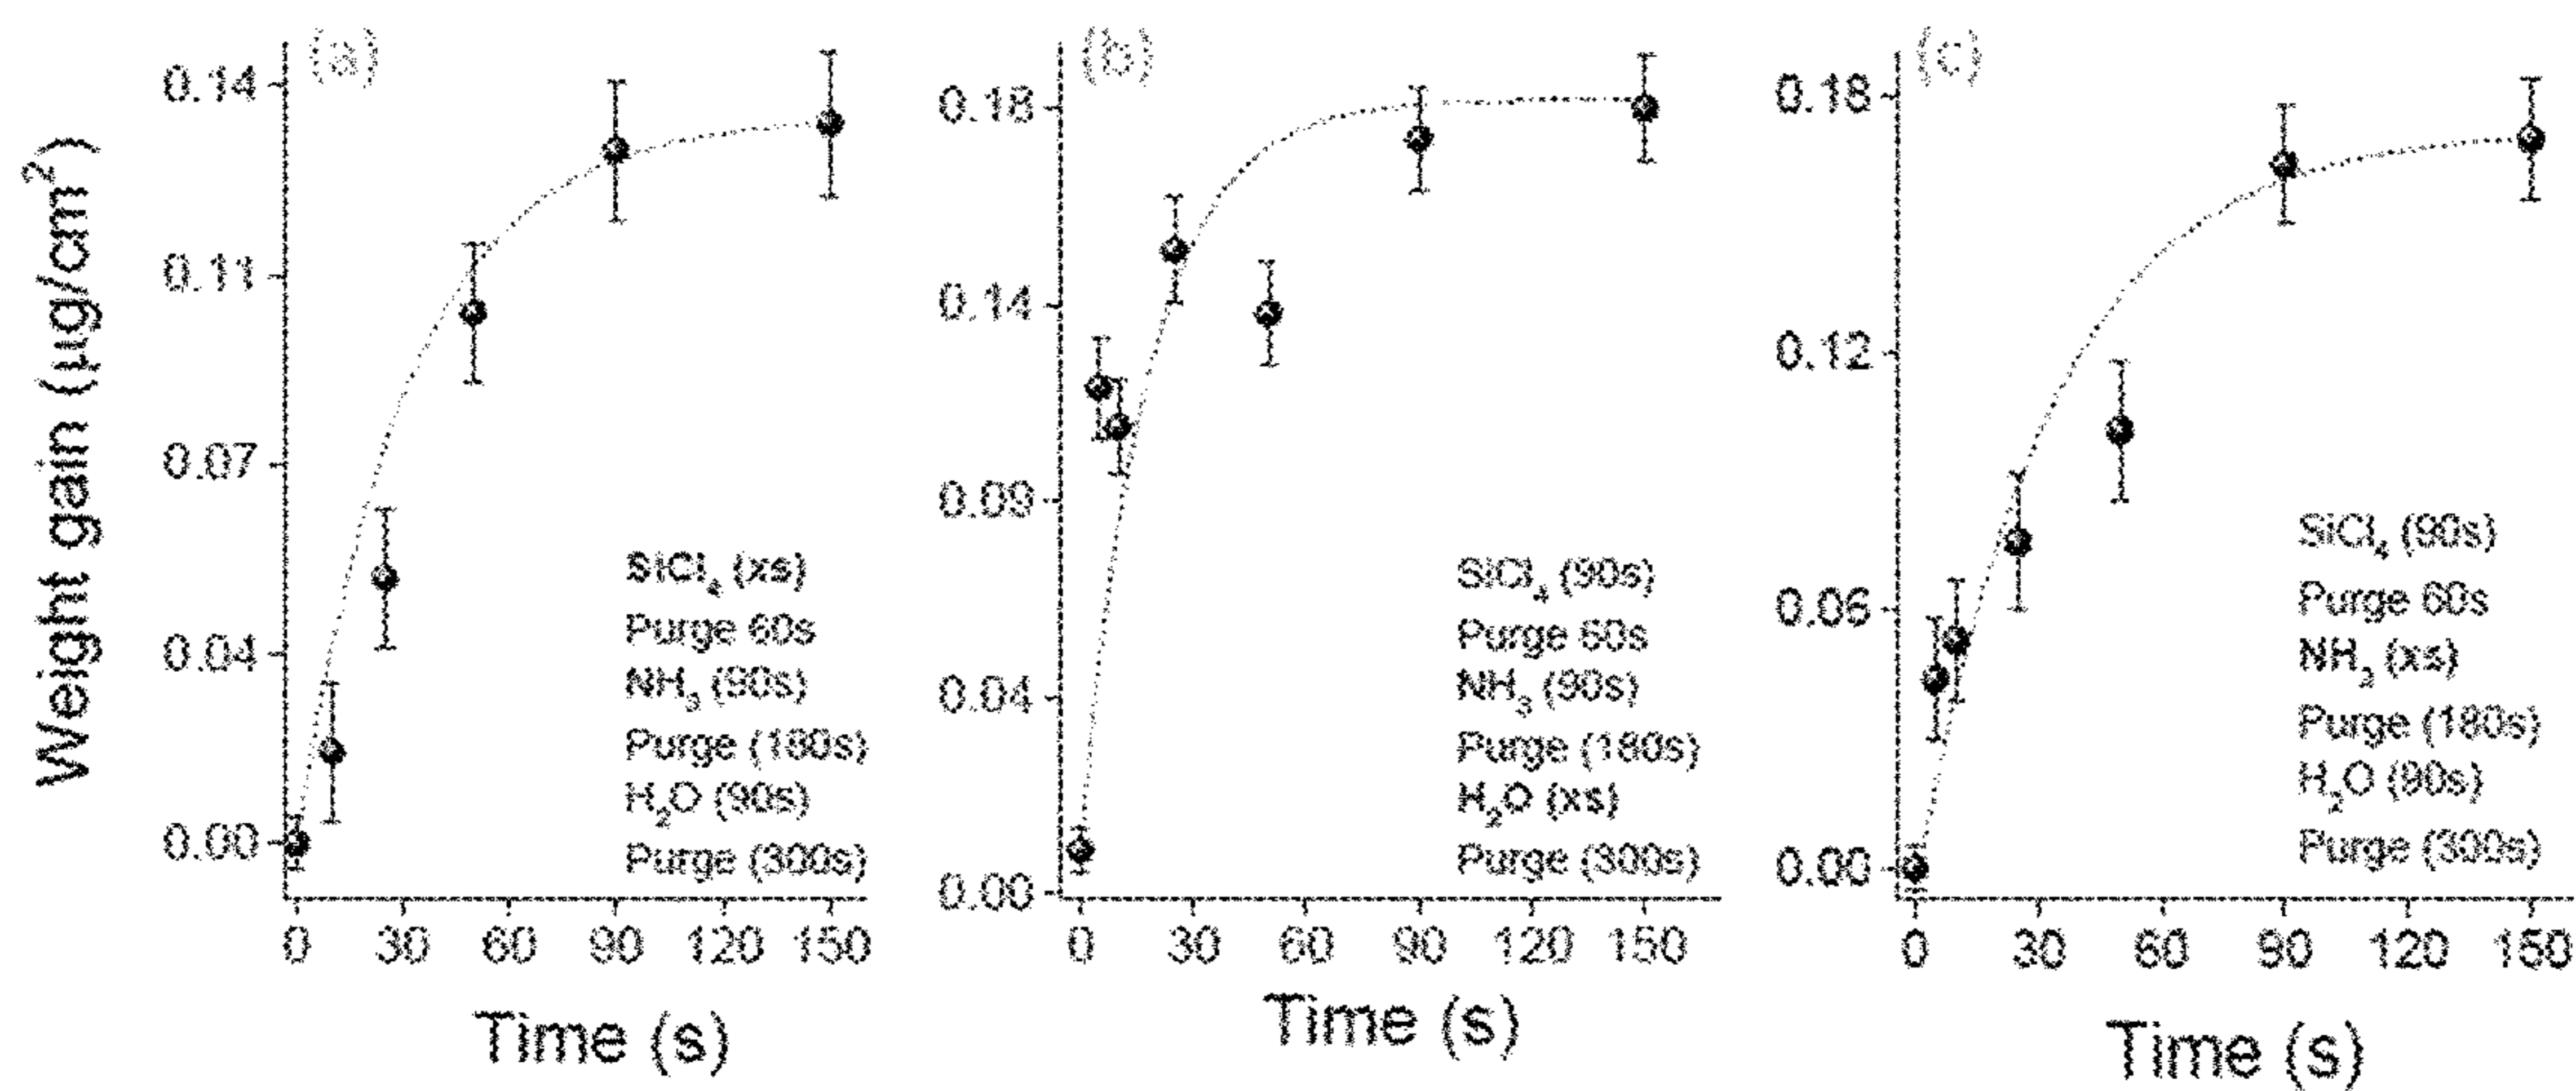 Weight gain (µg/cm²)
(a)
0.14
0.11
0.07
0.04
0.00
0 30 60 90 120 150
Time (s)
SiCl₄ (xs)
Purge 60s
NH₃ (90s)
Purge (180s)
H₂O (90s)
Purge (300s)
(b)
0.18
0.14
0.09
0.04
0.00
0 30 60 90 120 150
Time (s)
SiCl₄ (90s)
Purge 60s
NH₃ (90s)
Purge (180s)
H₂O (xs)
Purge (300s)
(c)
0.18
0.12
0.06
0.00
0 30 60 90 120 150
Time (s)
SiCl₄ (90s)
Purge 60s
NH₃ (xs)
Purge (180s)
H₂O (90s)
Purge (300s)